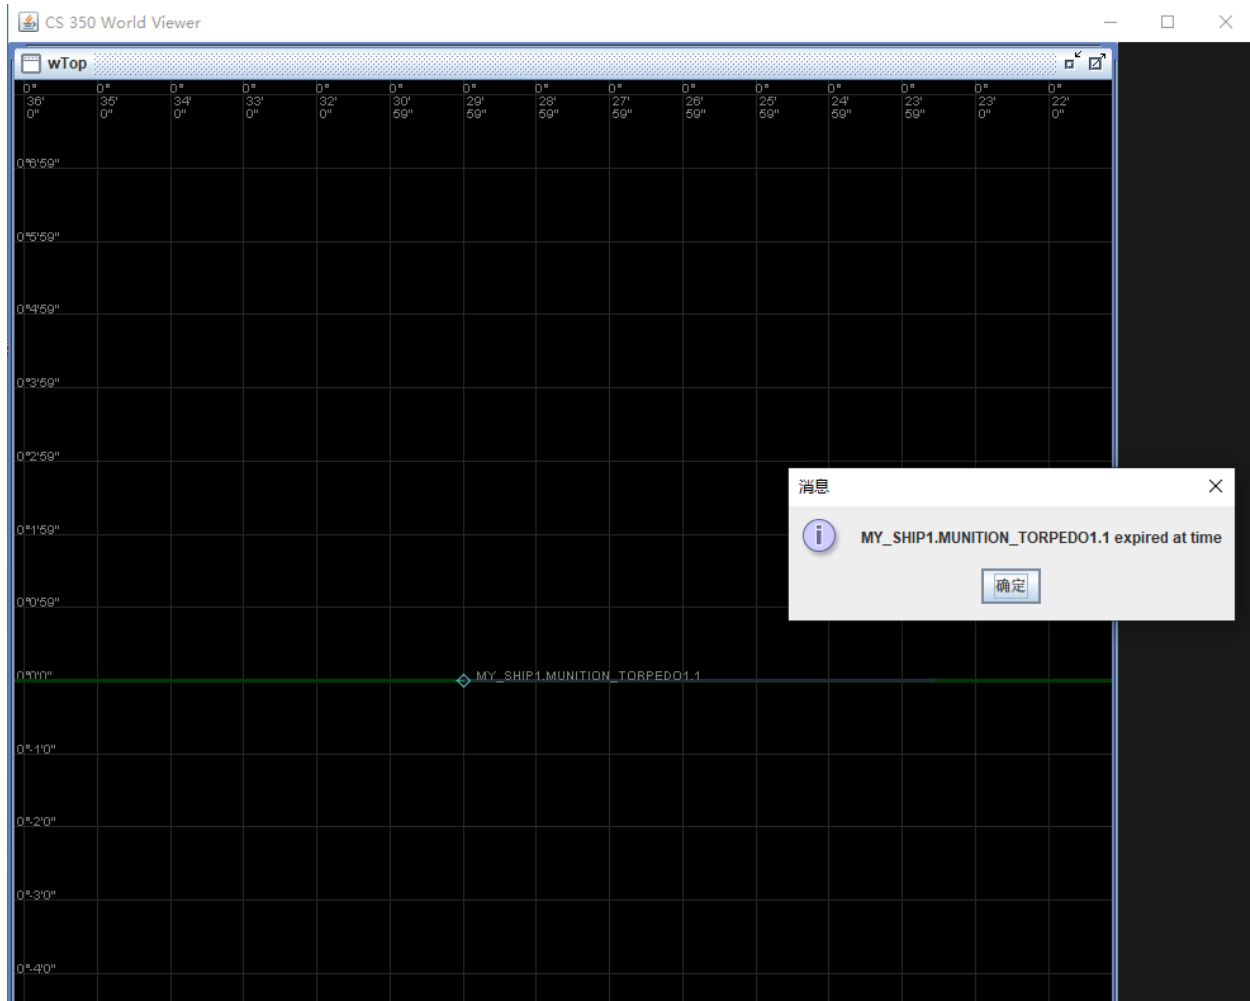 CS 350 World Viewer
wTop
0° 0° 0° 0° 0° 0° 0° 0° 0° 0° 0° 0° 0° 0° 0°
36' 35' 34' 33' 32' 30' 29' 28' 27' 26' 25' 24' 23' 23' 22'
0" 0" 0" 0" 0" 59" 59" 59" 59" 59" 59" 59" 59" 0" 0"
0°6'59"
0°5'59"
0°4'59"
0°3'59"
0°2'59"
消息
0°1'59"
MY_SHIP1.MUNITION_TORPEDO1.1 expired at time
确定
0°0'59"
0°0'0"
MY_SHIP1.MUNITION_TORPEDO1.1
0°-1'0"
0°-2'0"
0°-3'0"
0°-4'0"